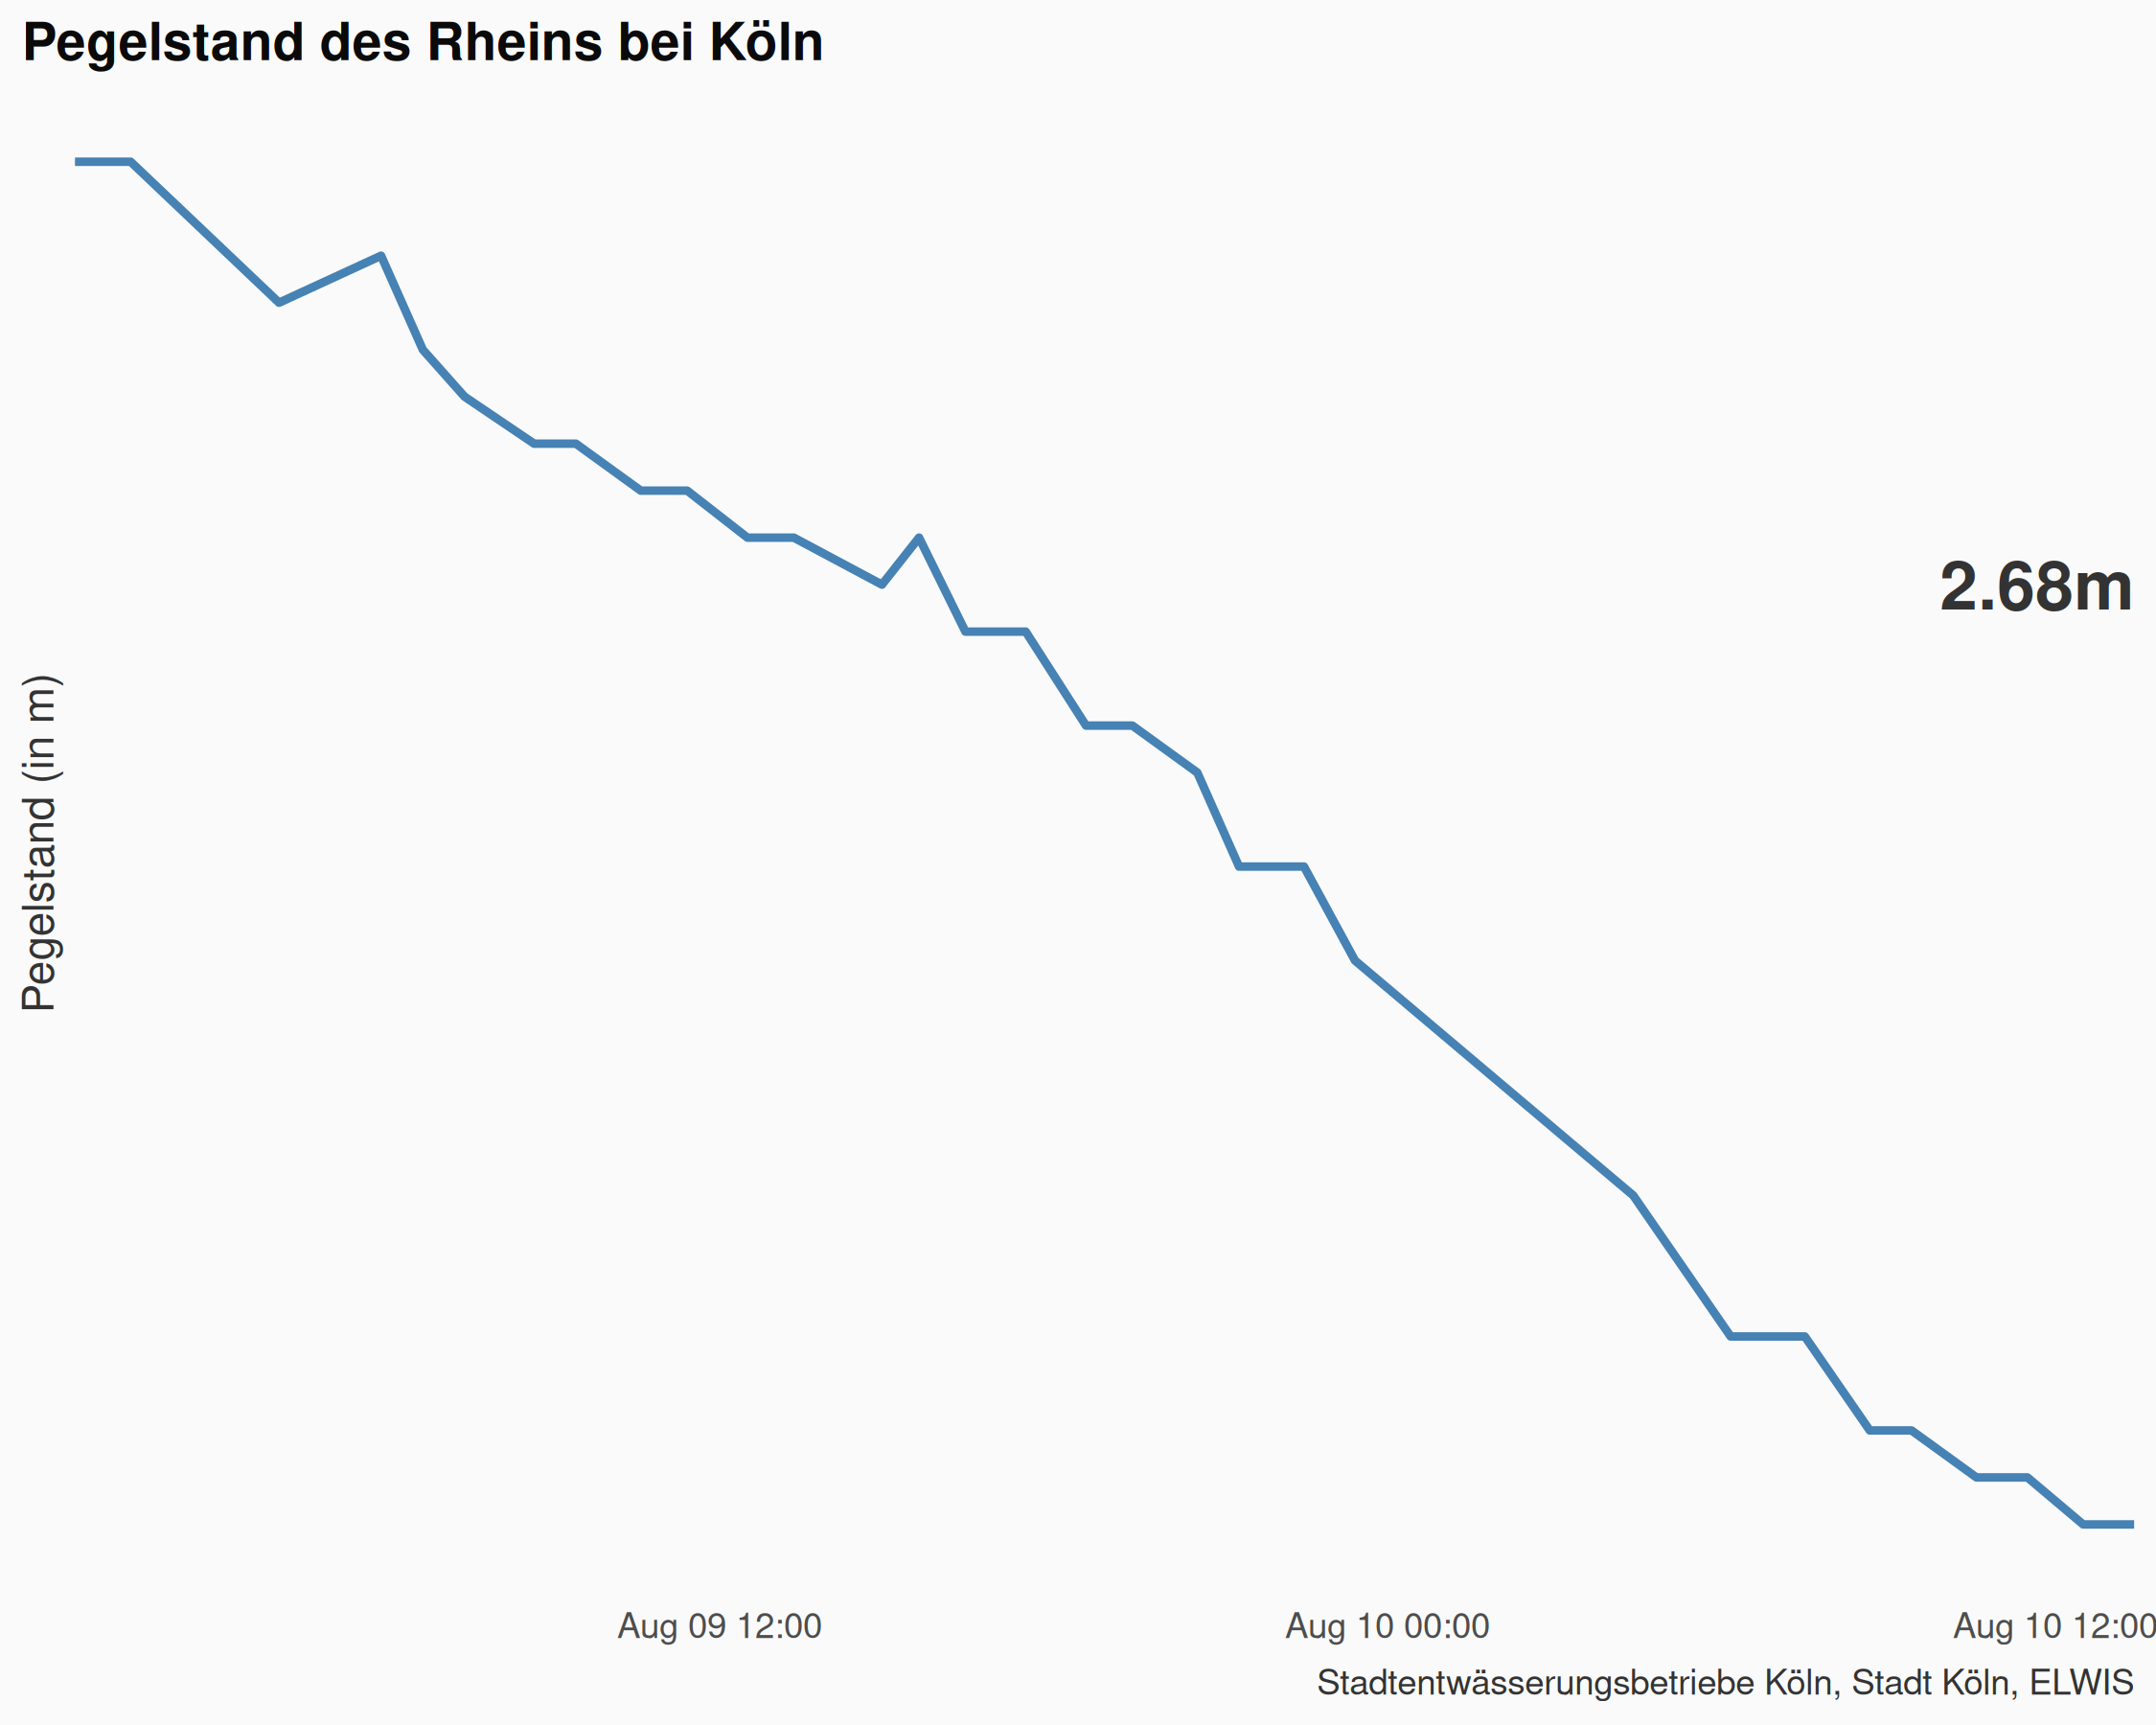 Pegelstand des Rheins bei Köln
2.68m
Pegelstand (in m)
Aug 09 12:00
Aug 10 00:00
Aug 10 12:00
Stadtentwässerungsbetriebe Köln, Stadt Köln, ELWIS